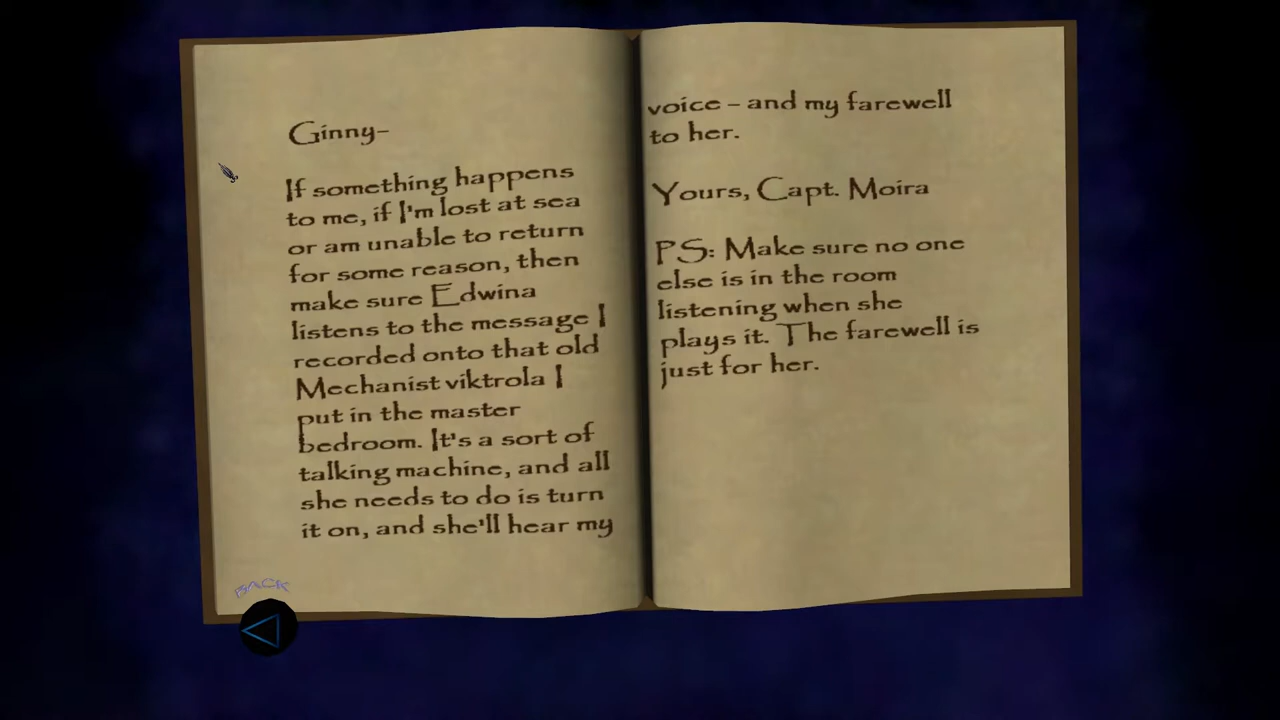 Ginny-
If something happens
to me, if I'm lost at sea
or am unable to return
for some reason, then
make sure Edwina
listens to the message I
recorded onto that old
Mechanist viktrola I
put in the master
bedroom. It's a sort of
talking machine, and all
she needs to do is turn
it on, and she'll hear my
voice - and my farewell
to her.
Yours, Capt. Moira
PS: Make sure no one
else is in the room
listening when she
plays it. The farewell is
just for her.
BACK